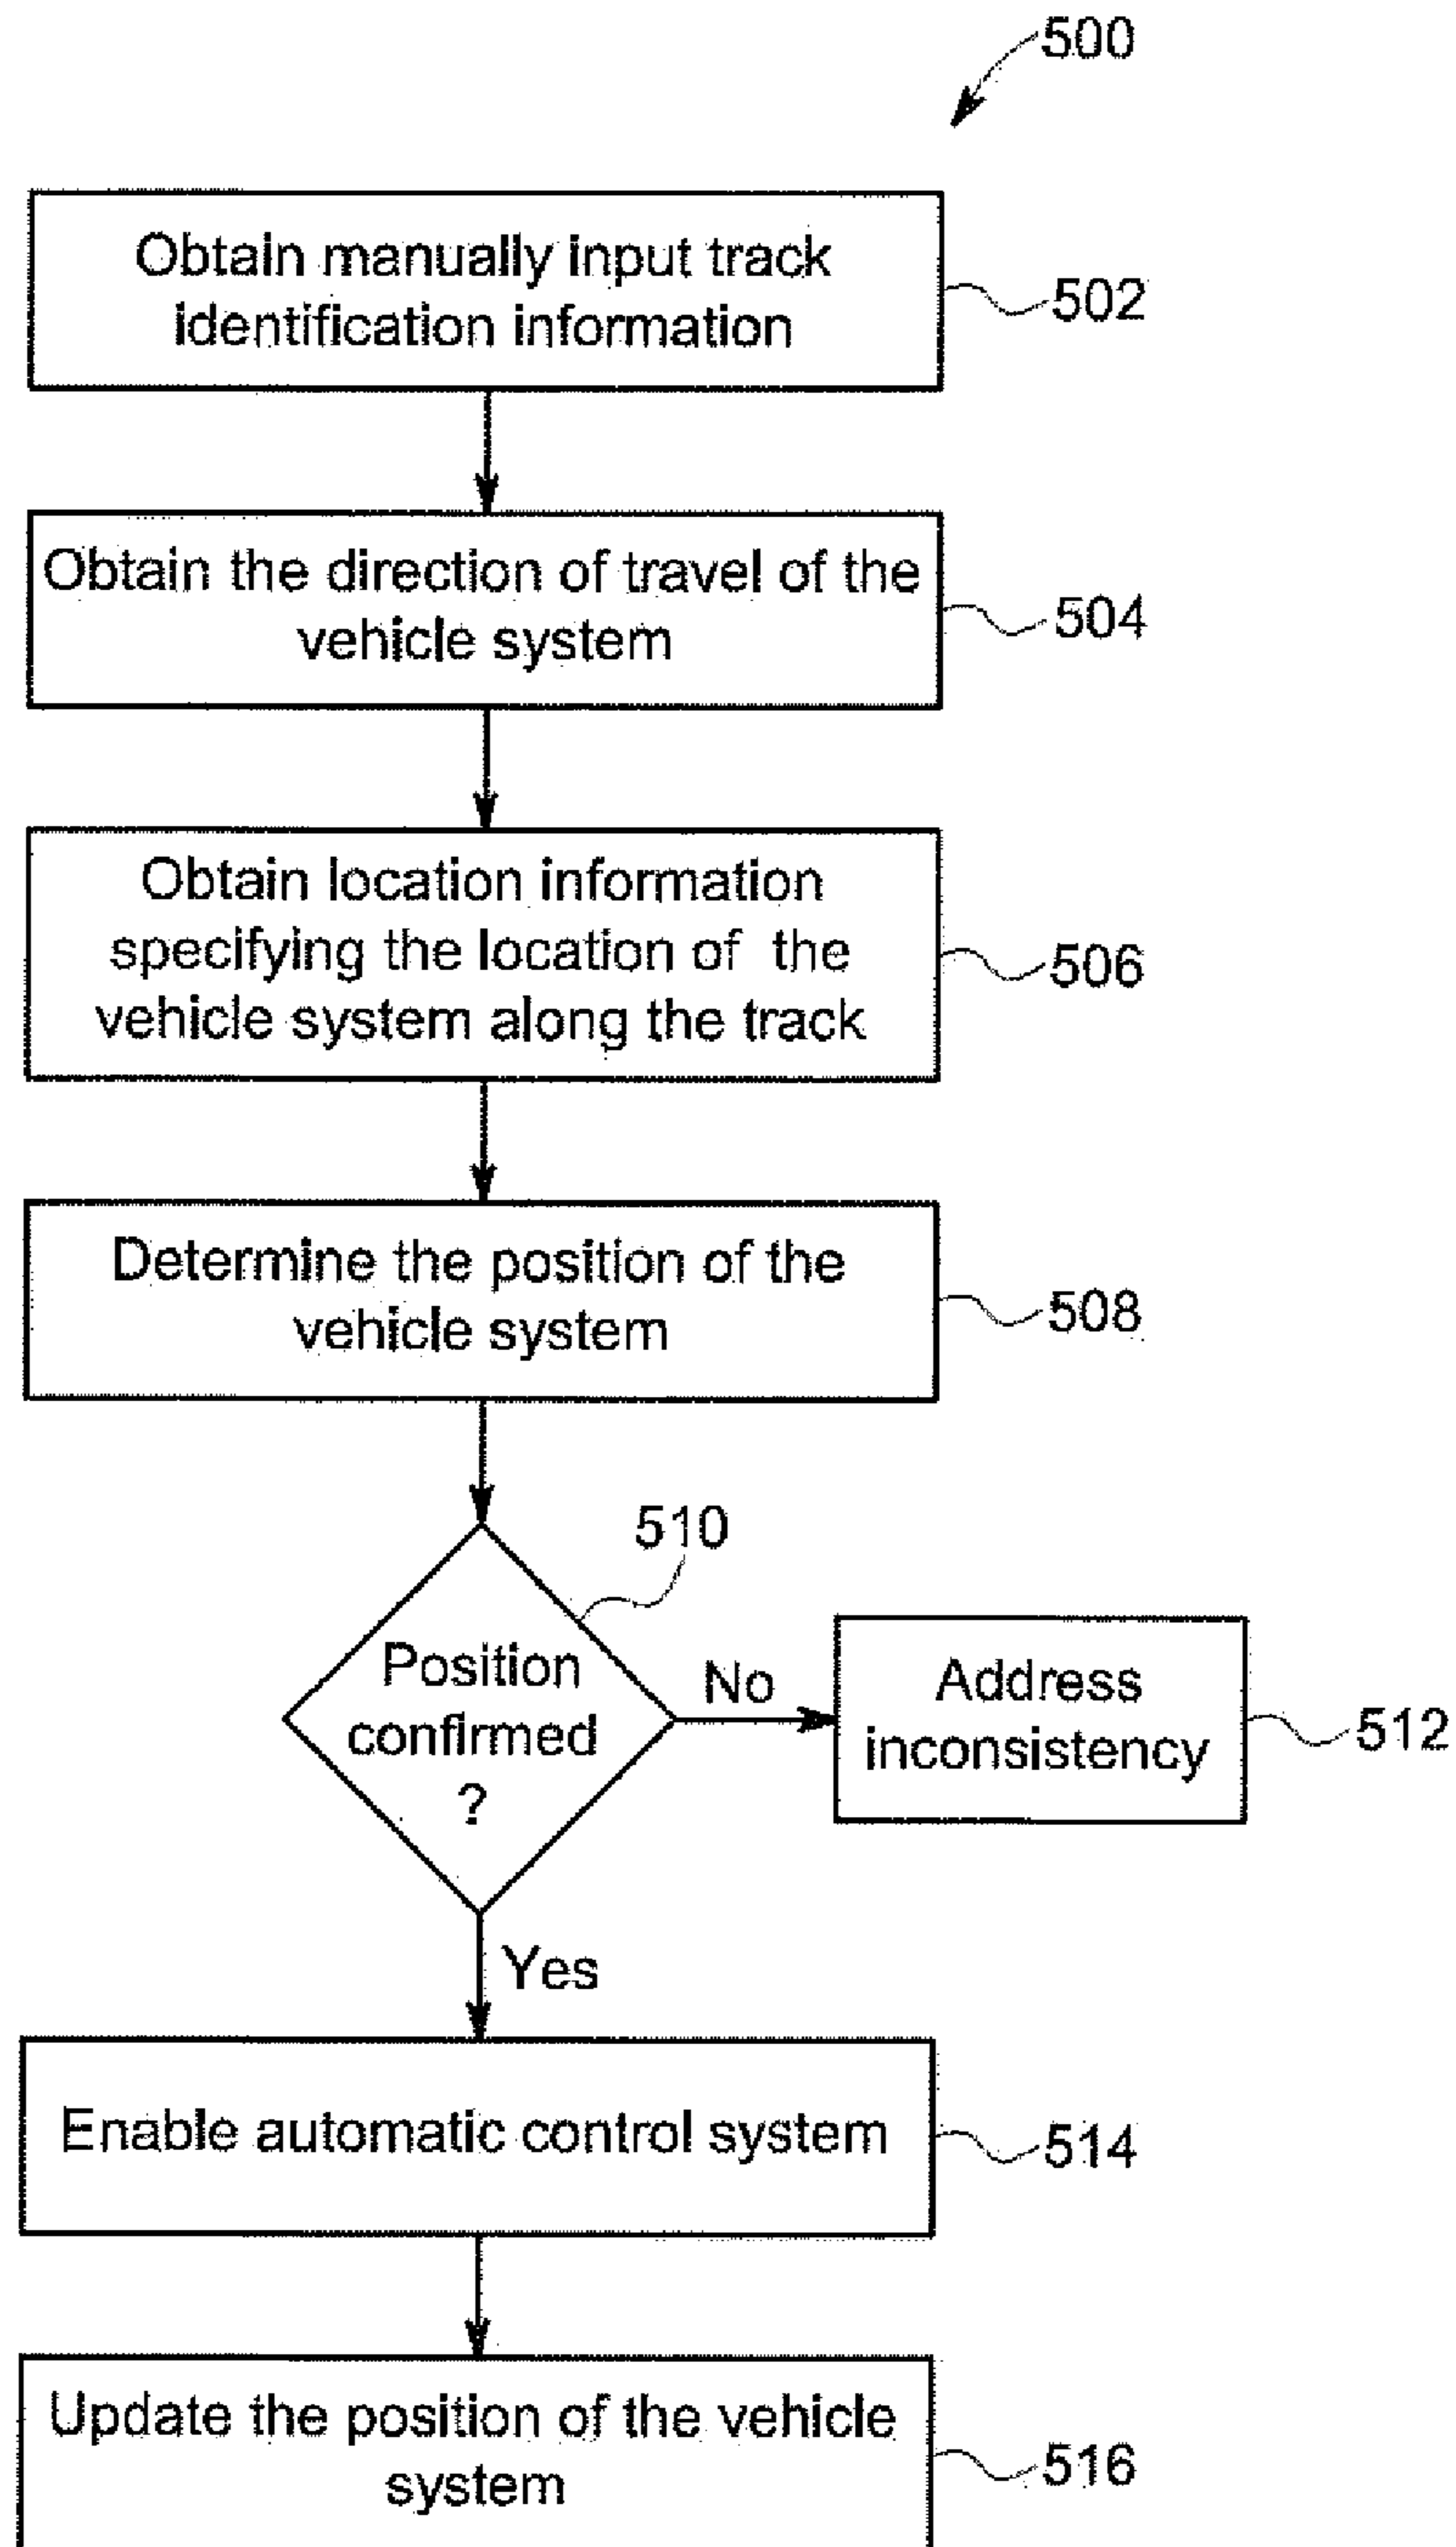 500
Obtain manually input track
identification information
502
Obtain the direction of travel of the
vehicle system
504
Obtain location information
specifying the location of the
vehicle system along the track
506
Determine the position of the
vehicle system
508
510
Position
confirmed
?
No
Address
inconsistency
512
Yes
Enable automatic control system
514
Update the position of the vehicle
system
516